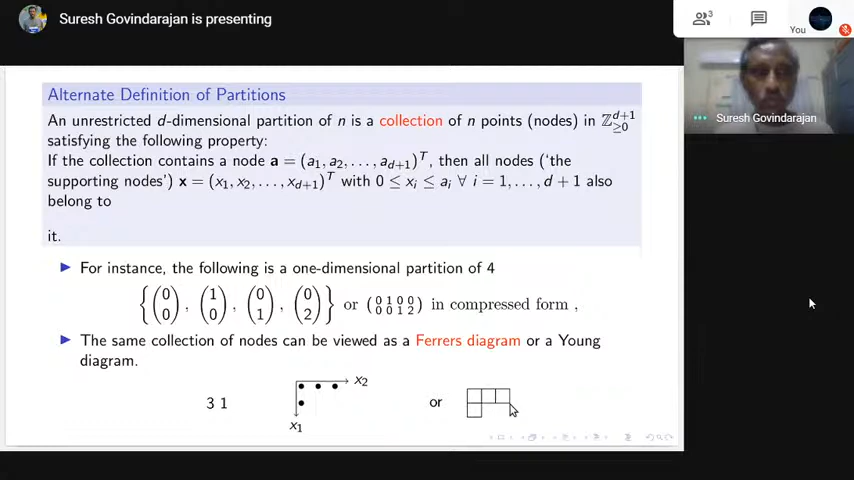 Suresh Govindarajan is presenting
3
You
Suresh Govindarajan
Alternate Definition of Partitions
An unrestricted d-dimensional partition of n is a collection of n points (nodes) in ℤ≥0^{d+1}
satisfying the following property:
If the collection contains a node a = (a₁, a₂, . . . , a_{d+1})ᵀ, then all nodes ('the
supporting nodes') x = (x₁, x₂, . . . , x_{d+1})ᵀ with 0 ≤ xᵢ ≤ aᵢ ∀ i = 1, . . . , d + 1 also
belong to
it.
For instance, the following is a one-dimensional partition of 4
{(0 0), (1 0), (0 1), (0 2)} or (0 1 0 0 / 0 0 1 2) in compressed form ,
The same collection of nodes can be viewed as a Ferrers diagram or a Young
diagram.
3 1
x₂
x₁
or